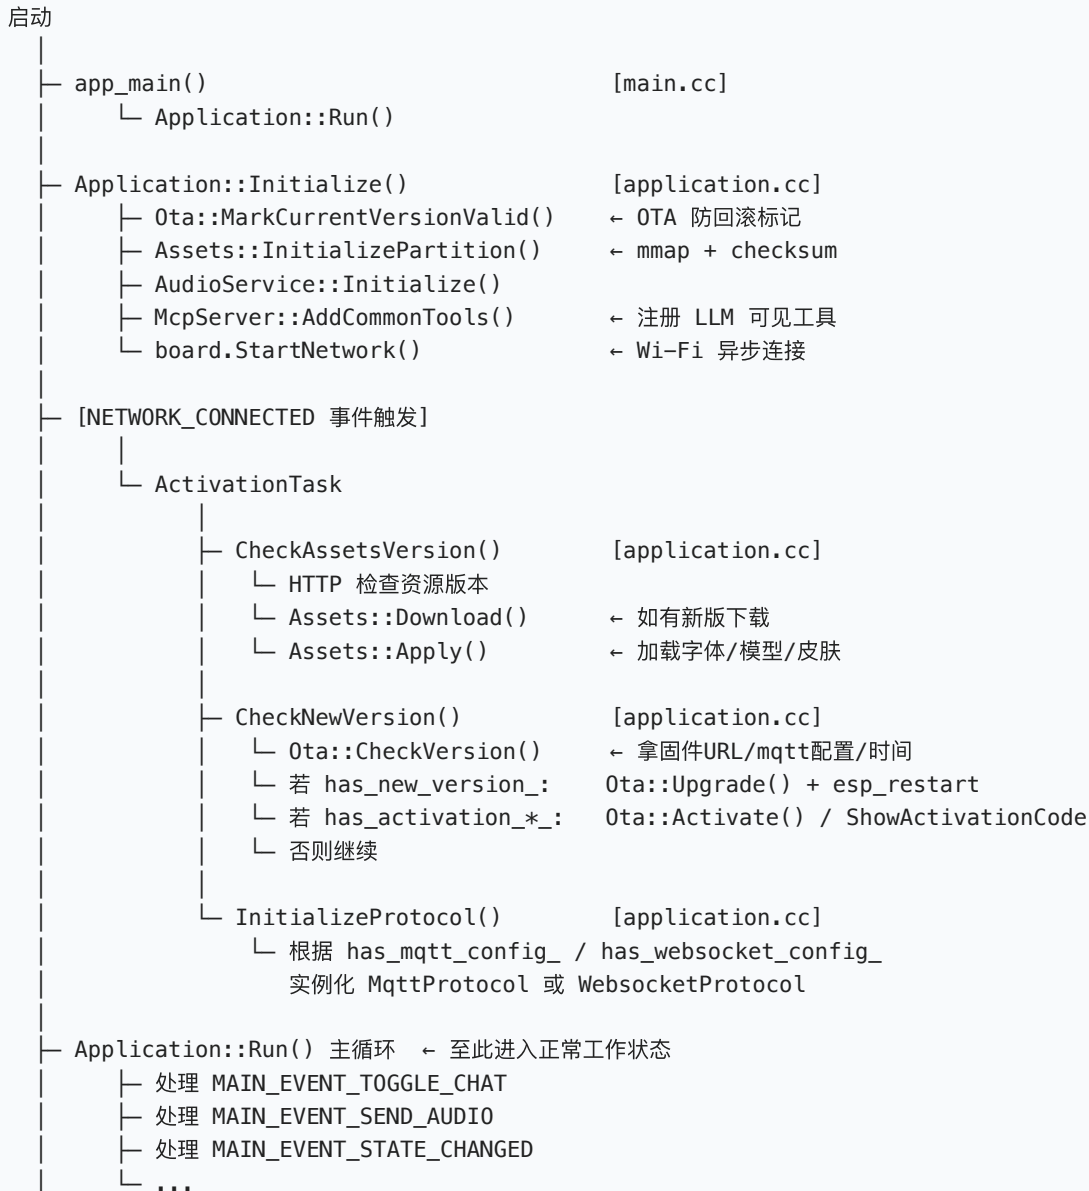 启动
│
├─ app_main() [main.cc]
│ └─ Application::Run()
│
├─ Application::Initialize() [application.cc]
│ ├─ Ota::MarkCurrentVersionValid() ← OTA 防回滚标记
│ ├─ Assets::InitializePartition() ← mmap + checksum
│ ├─ AudioService::Initialize()
│ ├─ McpServer::AddCommonTools() ← 注册 LLM 可见工具
│ └─ board.StartNetwork() ← Wi-Fi 异步连接
│
├─ [NETWORK_CONNECTED 事件触发]
│ │
│ └─ ActivationTask
│ │
│ ├─ CheckAssetsVersion() [application.cc]
│ │ └─ HTTP 检查资源版本
│ │ └─ Assets::Download() ← 如有新版下载
│ │ └─ Assets::Apply() ← 加载字体/模型/皮肤
│ │
│ ├─ CheckNewVersion() [application.cc]
│ │ └─ Ota::CheckVersion() ← 拿固件URL/mqtt配置/时间
│ │ └─ 若 has_new_version_: Ota::Upgrade() + esp_restart
│ │ └─ 若 has_activation_*_: Ota::Activate() / ShowActivationCode
│ │ └─ 否则继续
│ │
│ └─ InitializeProtocol() [application.cc]
│ └─ 根据 has_mqtt_config_ / has_websocket_config_
│ 实例化 MqttProtocol 或 WebsocketProtocol
│
├─ Application::Run() 主循环 ← 至此进入正常工作状态
│ ├─ 处理 MAIN_EVENT_TOGGLE_CHAT
│ ├─ 处理 MAIN_EVENT_SEND_AUDIO
│ ├─ 处理 MAIN_EVENT_STATE_CHANGED
│ └─ ...